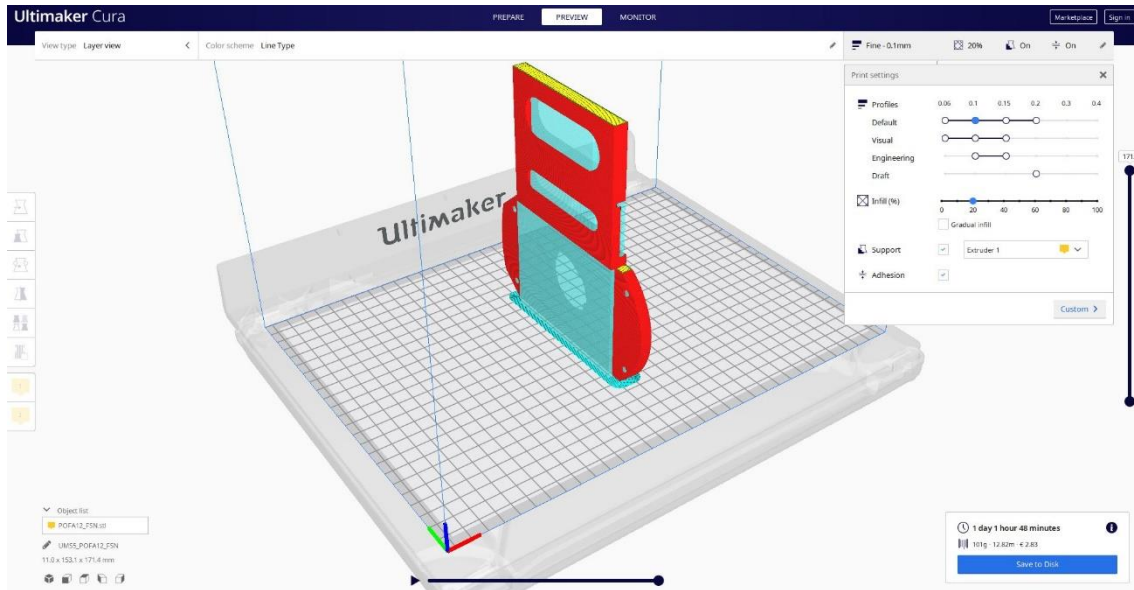 Ultimaker Cura
PREPARE PREVIEW MONITOR
Marketplace Sign in
View type Layer view
Color scheme Line Type
Fine - 0.1mm 20% On On
Print settings
Profiles 0.06 0.1 0.15 0.2 0.3 0.4
Default
Visual
Engineering
Draft
Infill (%)
0 20 40 60 80 100
Gradual infill
Support Extruder 1
Adhesion
Custom
171
Ultimaker
Object list
POFA12_FSN.stl
UMS5_POFA12_FSN
11.0 x 153.1 x 171.4 mm
1 day 1 hour 48 minutes
101g · 12.82m · € 2.83
Save to Disk